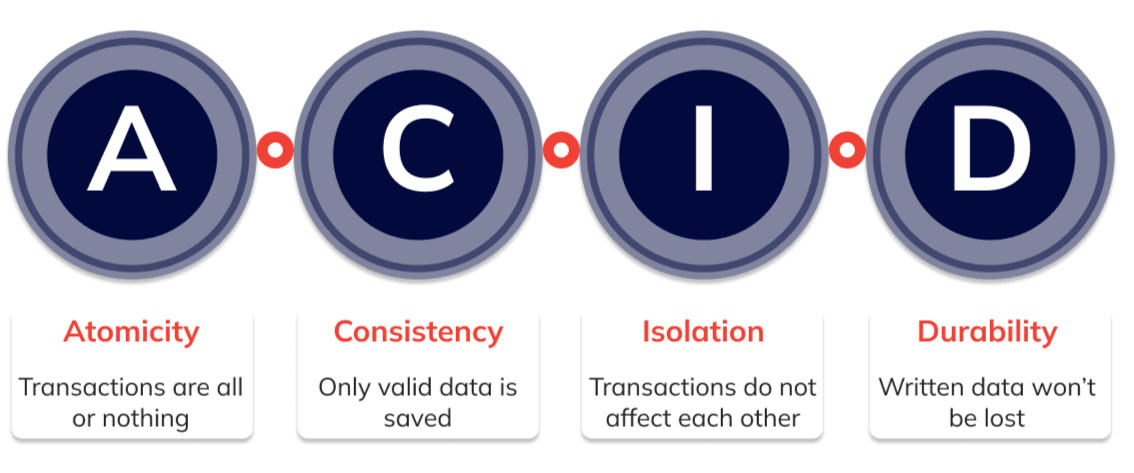 A
C
I
D
Atomicity
Transactions are all
or nothing
Consistency
Only valid data is
saved
Isolation
Transactions do not
affect each other
Durability
Written data won’t
be lost